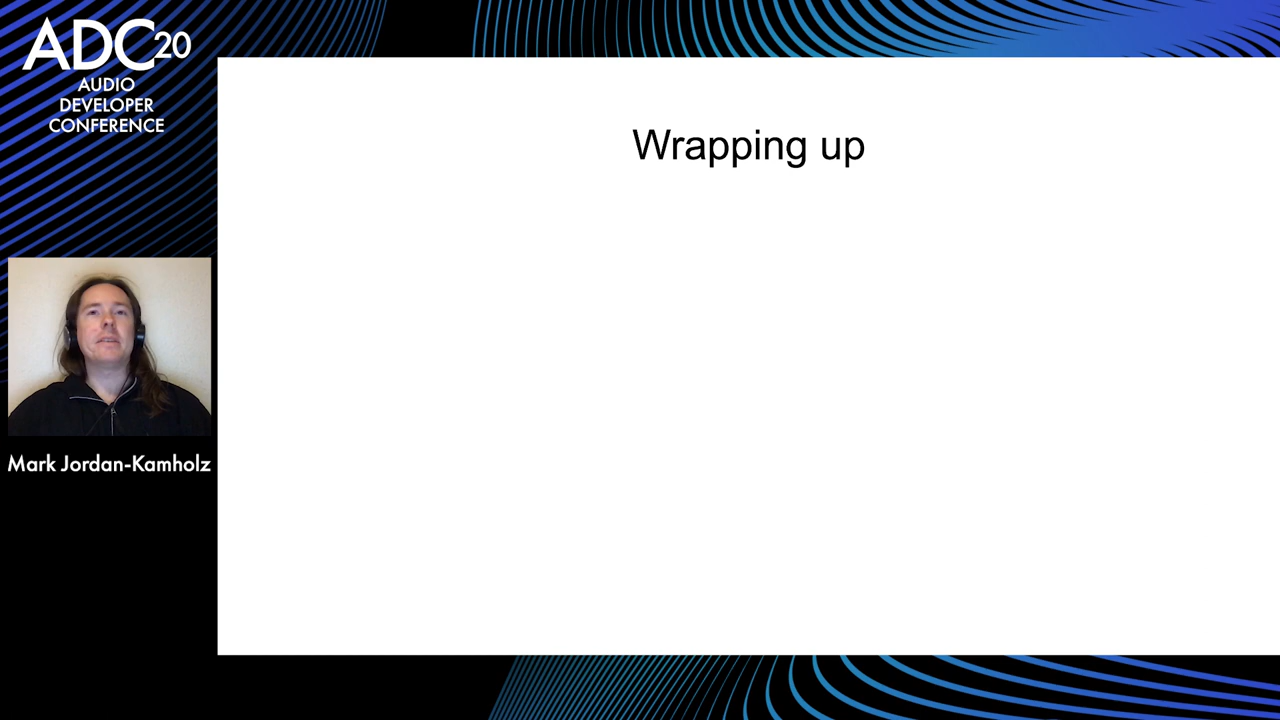 ADC20
AUDIO
DEVELOPER
CONFERENCE
Wrapping up
Mark Jordan-Kamholz